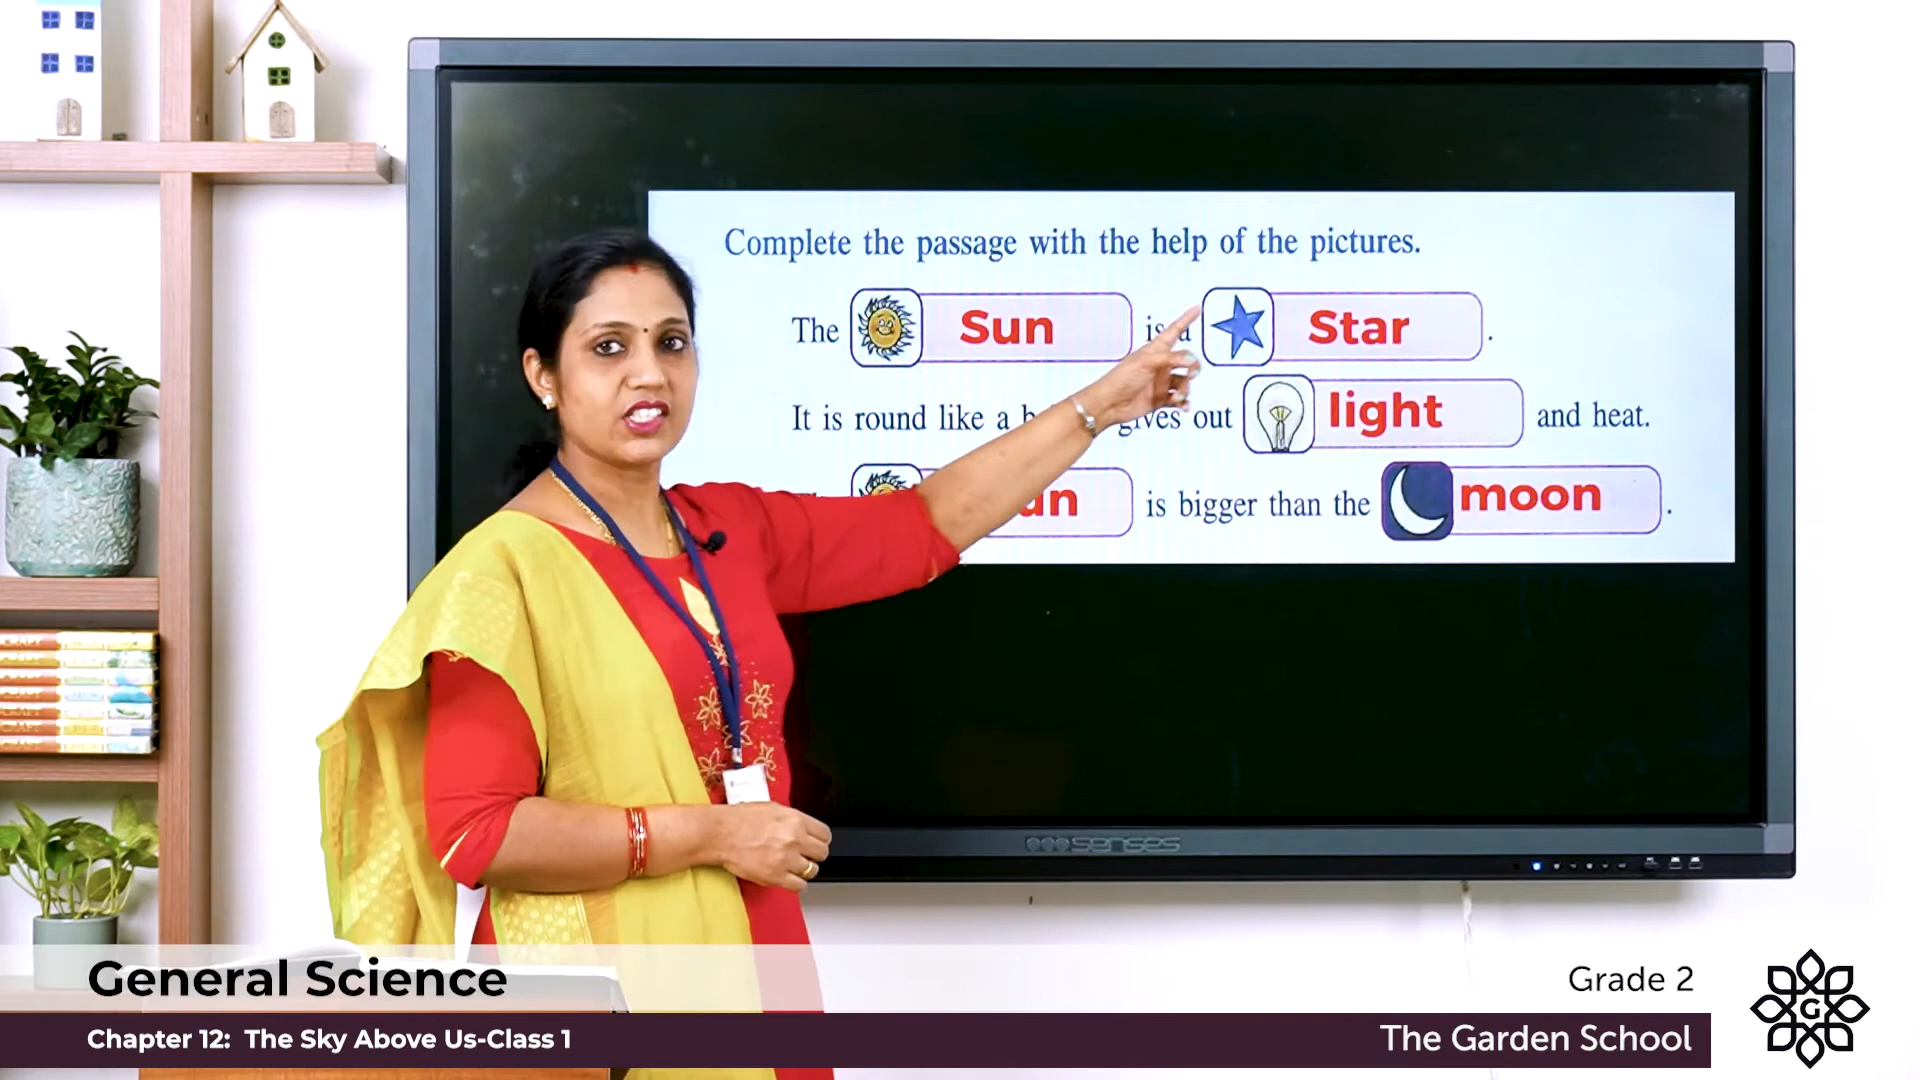 Complete the passage with the help of the pictures.
The Sun is a Star.
It is round like a gives out light and heat.
is bigger than the moon.
senses
General Science
Grade 2
Chapter 12: The Sky Above Us-Class 1
The Garden School
G